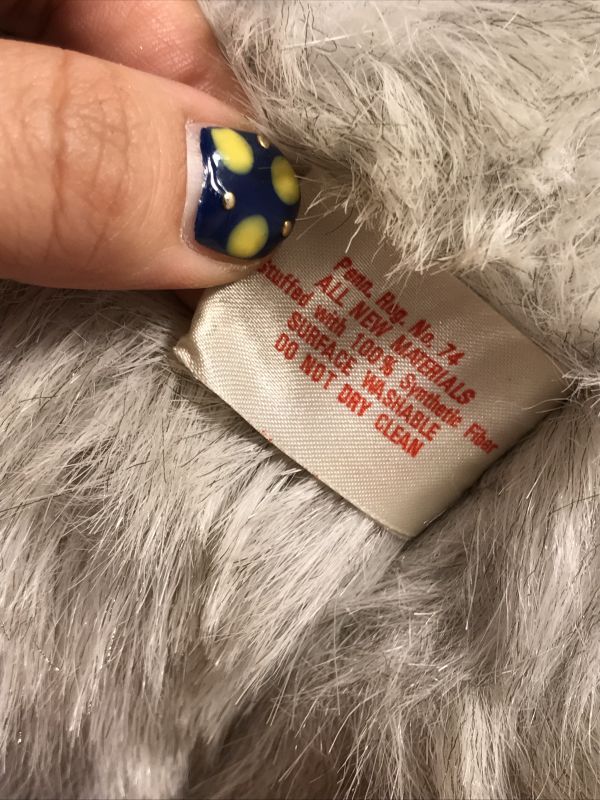 Penn. Reg. No. 74
ALL NEW MATERIALS
Stuffed with 100% Synthetic Fiber
SURFACE WASHABLE
DO NOT DRY CLEAN